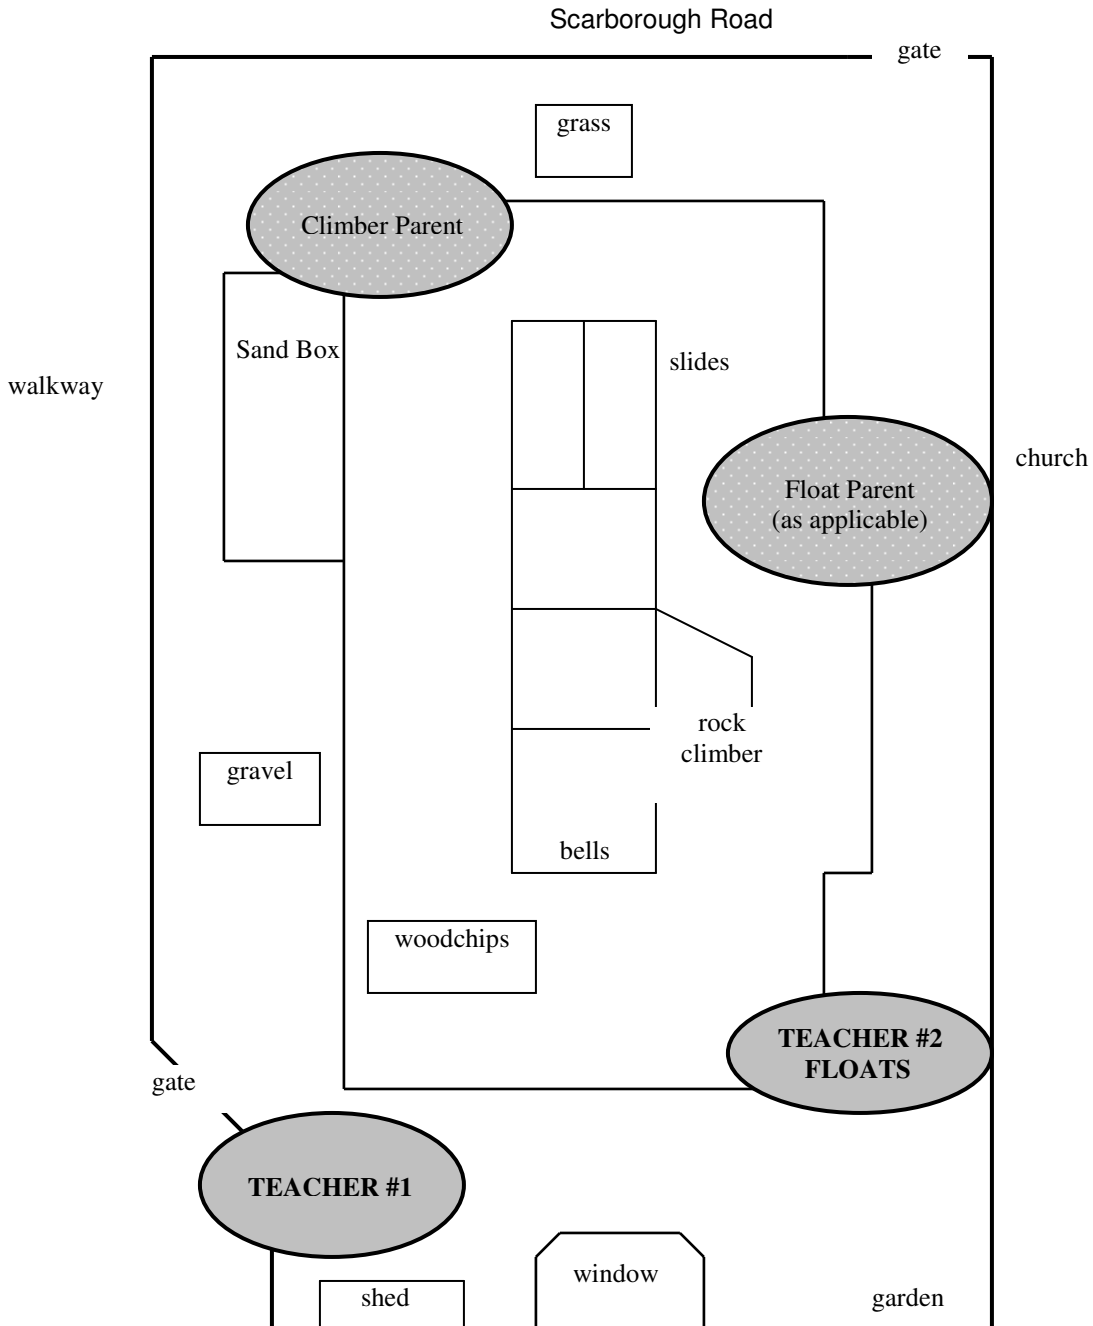 Scarborough Road
gate
grass
Climber Parent
Sand Box
slides
walkway
church
Float Parent
(as applicable)
rock
climber
gravel
bells
woodchips
TEACHER #2
FLOATS
gate
TEACHER #1
window
shed
garden